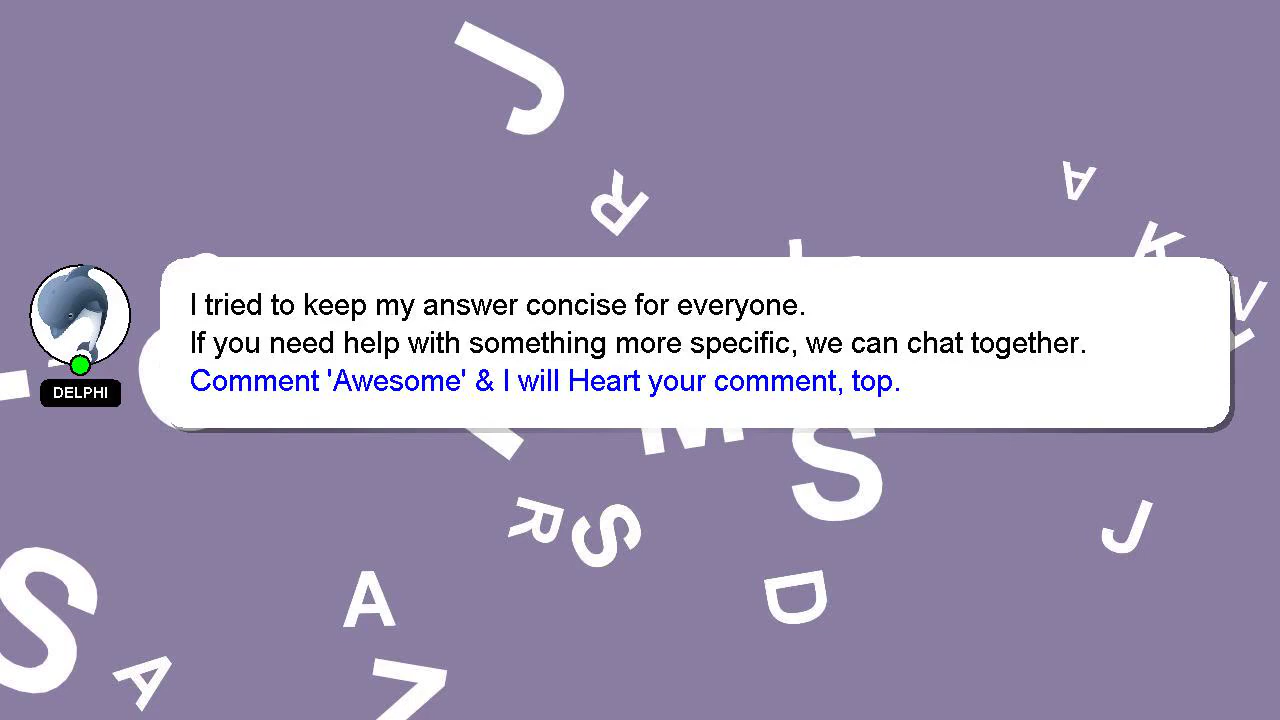 J
R
A
K
V
I tried to keep my answer concise for everyone.
If you need help with something more specific, we can chat together.
Comment 'Awesome' & I will Heart your comment, top.
DELPHI
M
S
R
S
J
S
A
D
A
Z